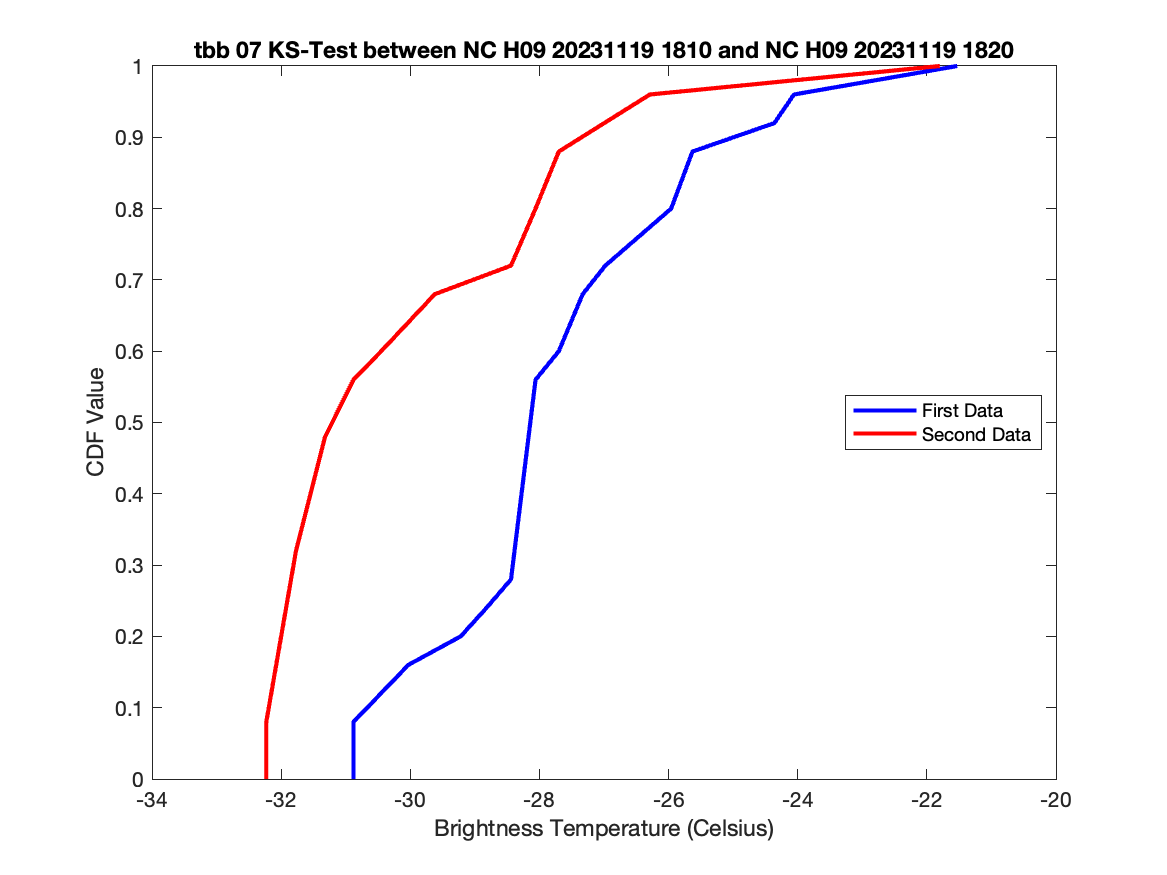 tbb 07 KS-Test between NC H09 20231119 1810 and NC H09 20231119 1820
1
0.9
0.8
0.7
0.6
0.5
0.4
0.3
0.2
0.1
0
CDF Value
First Data
Second Data
-34 -32 -30 -28 -26 -24 -22 -20
Brightness Temperature (Celsius)